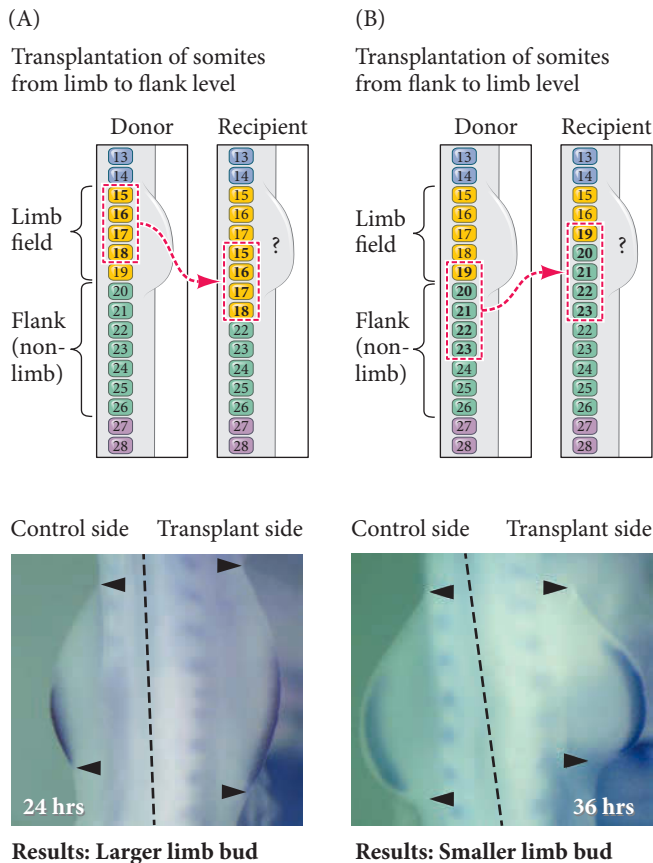 (A)
Transplantation of somites
from limb to flank level
Donor
Recipient
13
14
15
16
17
18
19
20
21
22
23
24
25
26
27
28
13
14
15
16
17
15
16
17
18
22
23
24
25
26
27
28
Limb
field
Flank
(non-
limb)
?
Control side
Transplant side
24 hrs
Results: Larger limb bud
(B)
Transplantation of somites
from flank to limb level
Donor
Recipient
13
14
15
16
17
18
19
20
21
22
23
24
25
26
27
28
13
14
15
16
19
20
21
22
23
22
23
24
25
26
27
28
Limb
field
Flank
(non-
limb)
?
Control side
Transplant side
36 hrs
Results: Smaller limb bud